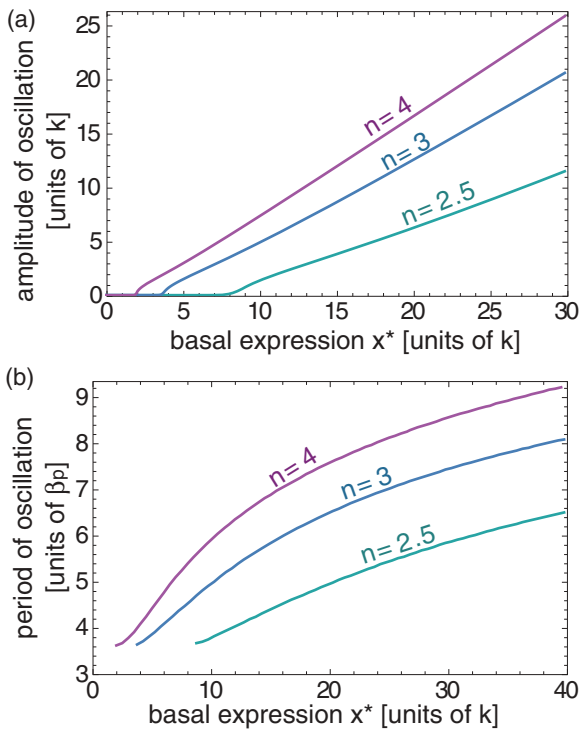 (a)
amplitude of oscillation
[units of k]
25
20
15
10
5
0
n=4
n=3
n=2.5
0 5 10 15 20 25 30
basal expression x* [units of k]
(b)
period of oscillation
[units of βp]
9
8
7
6
5
4
3
n=4
n=3
n=2.5
0 10 20 30 40
basal expression x* [units of k]